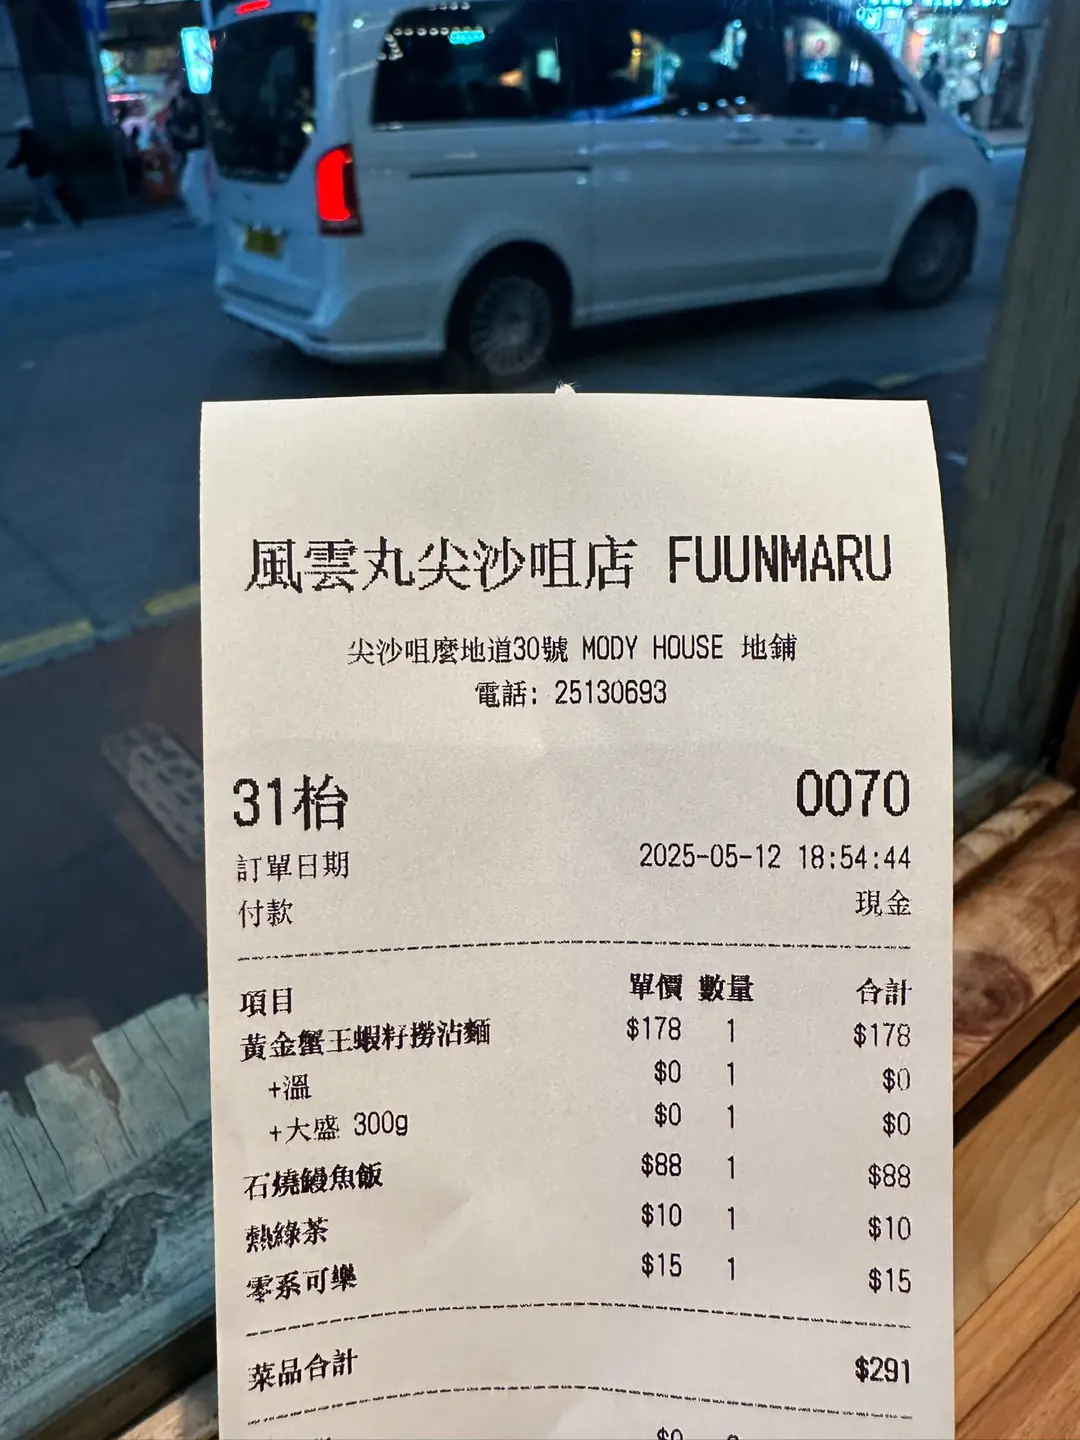 風雲丸尖沙咀店 FUUNMARU
尖沙咀麼地道30號 MODY HOUSE 地鋪
電話: 25130693
31枱 0070
訂單日期 2025-05-12 18:54:44
付款 現金
項目 單價 數量 合計
黃金蟹王蝦籽撈沾麵 $178 1 $178
+溫 $0 1 $0
+大盛 300g $0 1 $0
石燒鰻魚飯 $88 1 $88
熱綠茶 $10 1 $10
零系可樂 $15 1 $15
菜品合計 $291